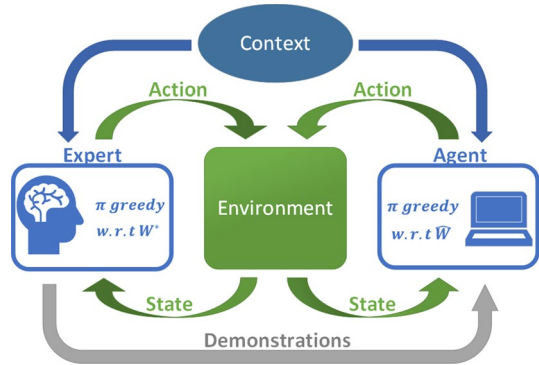 Context
Action
Action
Expert
Agent
π greedy
w.r.t W*
Environment
π greedy
w.r.t Ŵ
State
State
Demonstrations